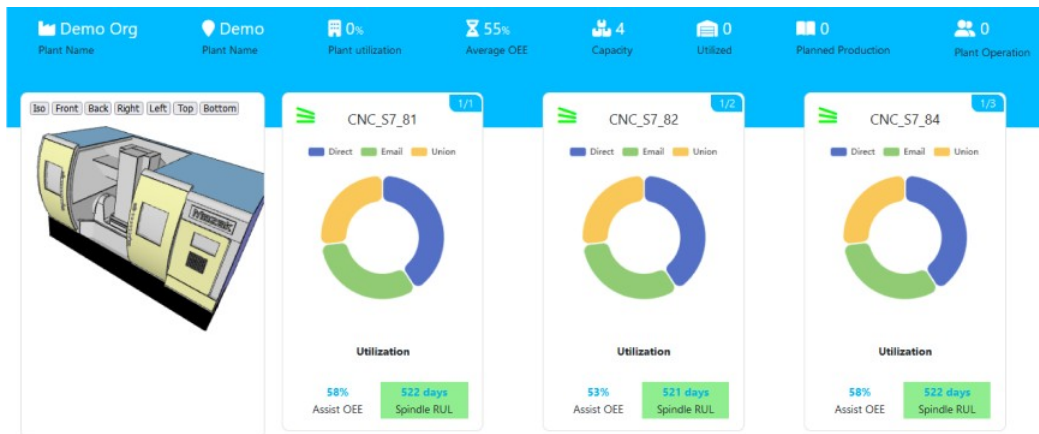 Demo Org
Plant Name
Demo
Plant Name
0%
Plant utilization
55%
Average OEE
4
Capacity
0
Utilized
0
Planned Production
0
Plant Operation
Iso Front Back Right Left Top Bottom
1/1
CNC_S7_81
Direct Email Union
Utilization
58%
Assist OEE
522 days
Spindle RUL
1/2
CNC_S7_82
Direct Email Union
Utilization
53%
Assist OEE
521 days
Spindle RUL
1/3
CNC_S7_84
Direct Email Union
Utilization
58%
Assist OEE
522 days
Spindle RUL